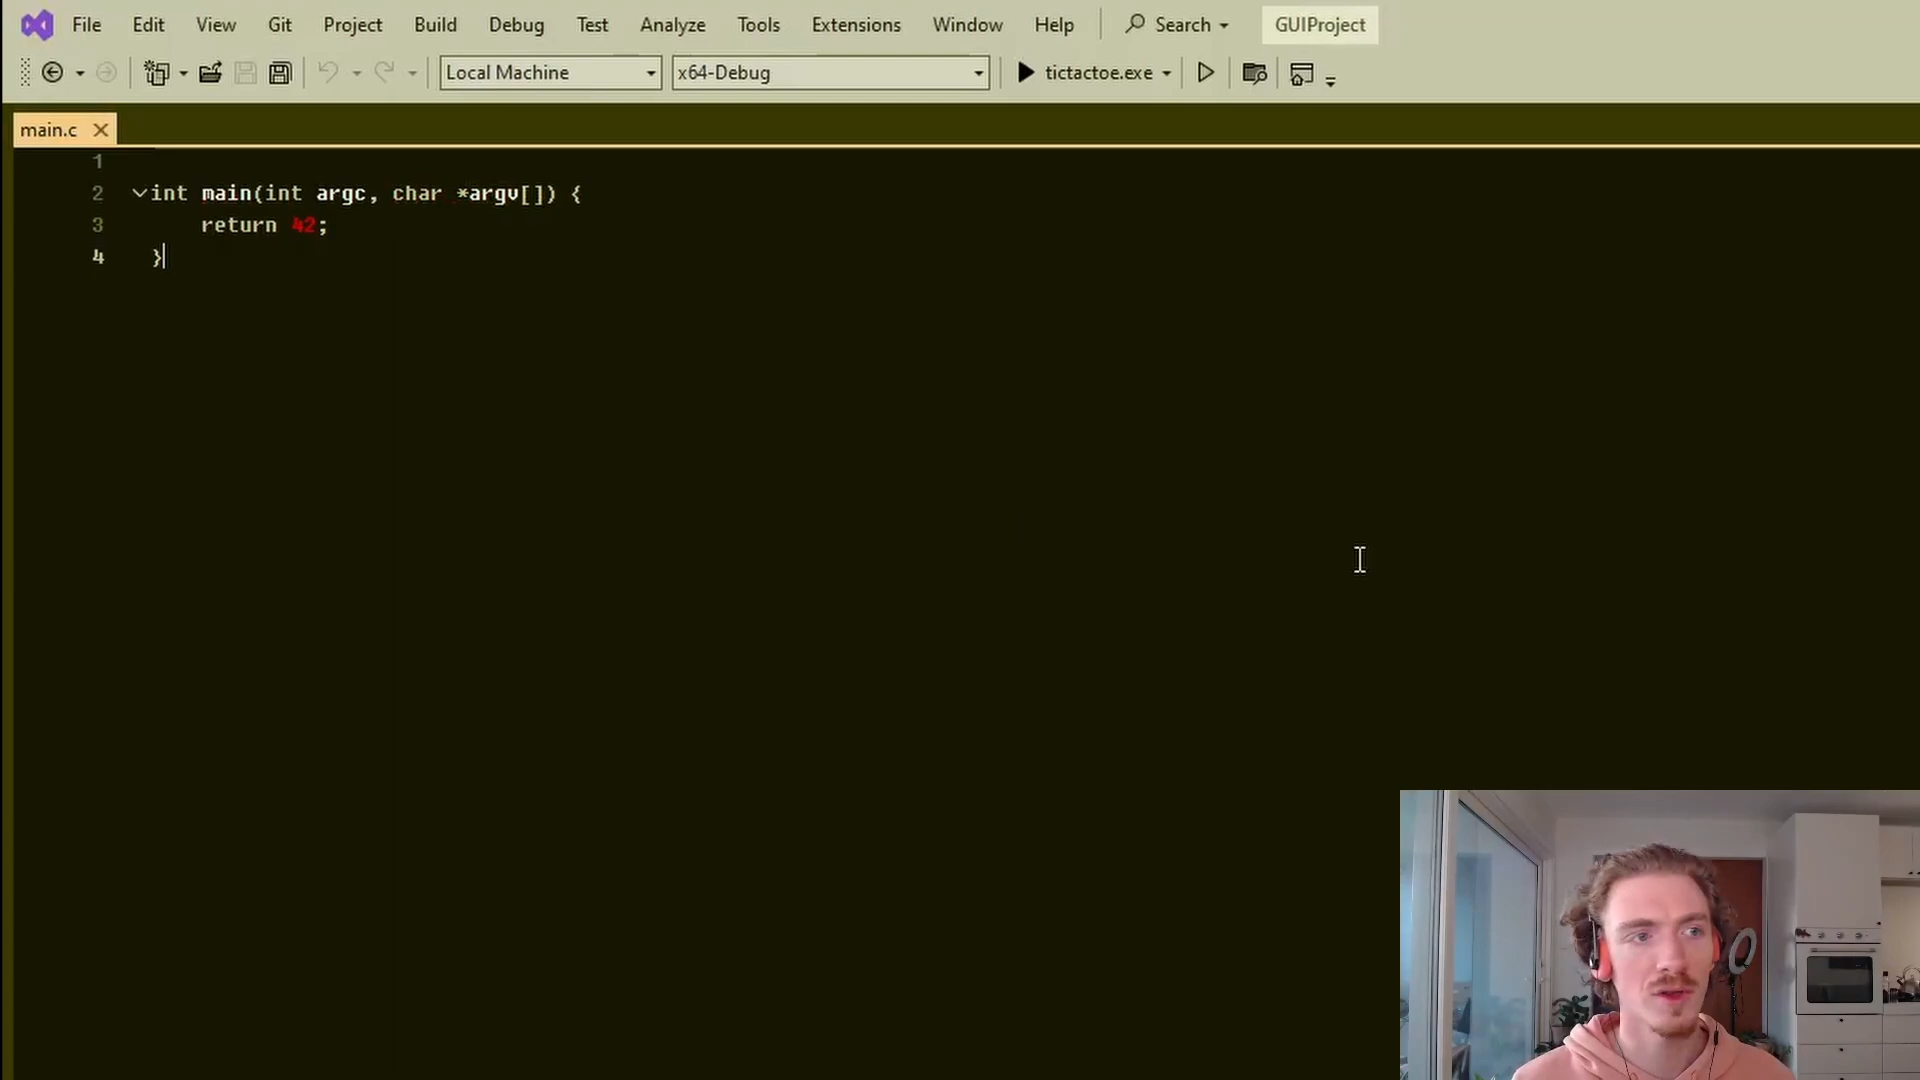 File Edit View Git Project Build Debug Test Analyze Tools Extensions Window Help Search GUIProject
Local Machine x64-Debug tictactoe.exe
main.c
1
2 int main(int argc, char *argv[]) {
3 return 42;
4 }